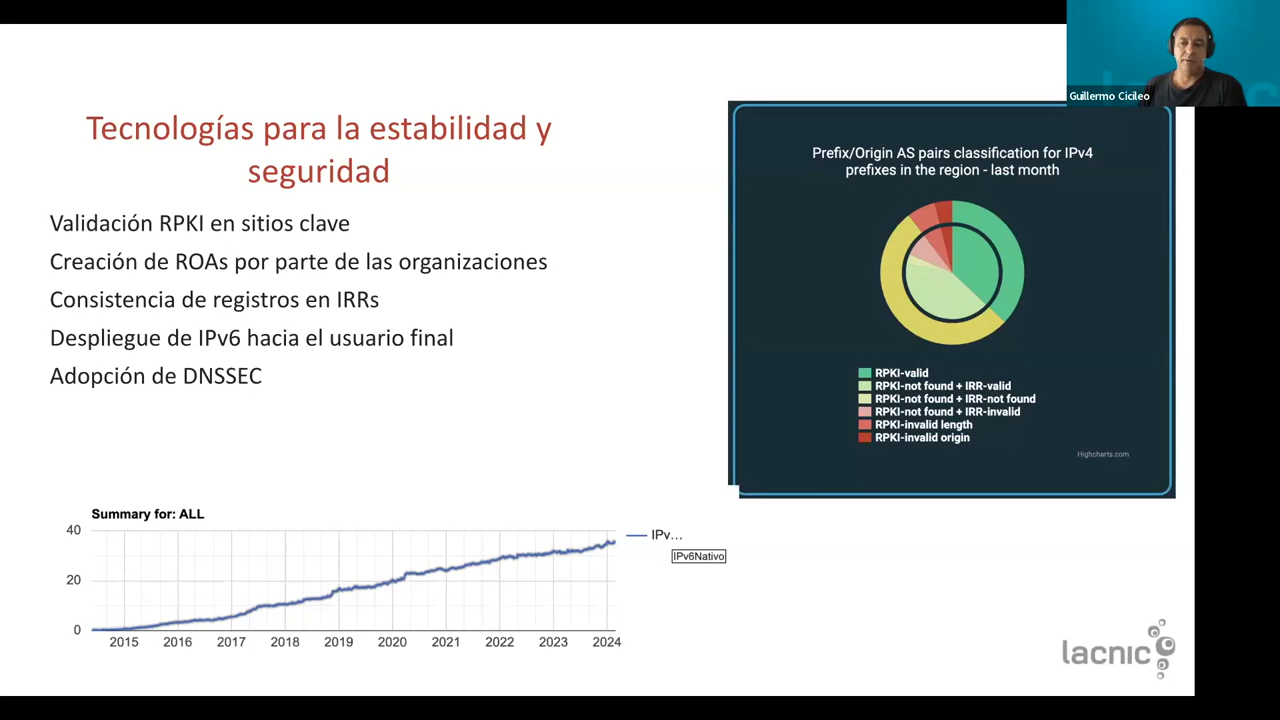 Guillermo Cicileo
Tecnologías para la estabilidad y
seguridad
Validación RPKI en sitios clave
Creación de ROAs por parte de las organizaciones
Consistencia de registros en IRRs
Despliegue de IPv6 hacia el usuario final
Adopción de DNSSEC
Prefix/Origin AS pairs classification for IPv4
prefixes in the region - last month
RPKI-valid
RPKI-not found + IRR-valid
RPKI-not found + IRR-not found
RPKI-not found + IRR-invalid
RPKI-invalid length
RPKI-invalid origin
Highcharts.com
Summary for: ALL
40
20
0
2015 2016 2017 2018 2019 2020 2021 2022 2023 2024
IPv...
IPv6Nativo
lacnic